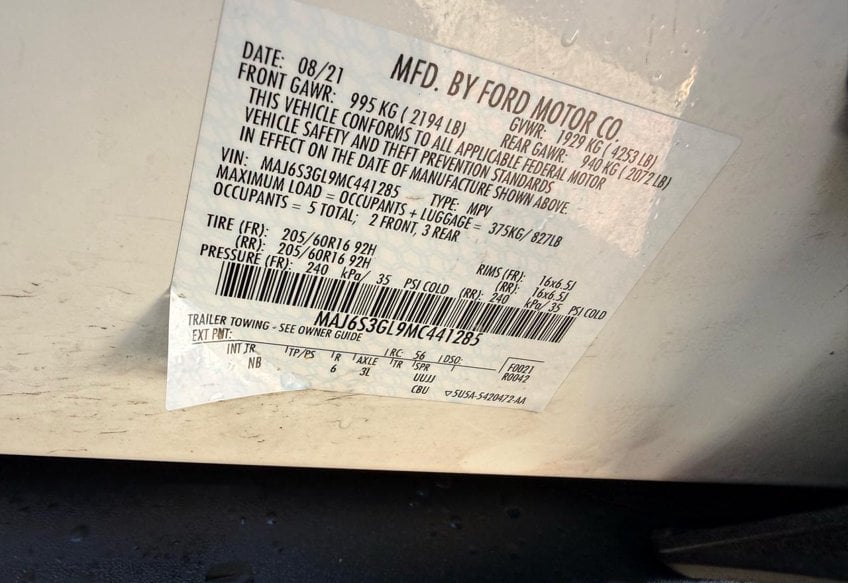 MFD. BY FORD MOTOR CO.
DATE: 08/21 GVWR: 1929 KG ( 4253 LB)
FRONT GAWR: 995 KG ( 2194 LB) REAR GAWR: 940 KG ( 2072 LB)
THIS VEHICLE CONFORMS TO ALL APPLICABLE FEDERAL MOTOR
VEHICLE SAFETY AND THEFT PREVENTION STANDARDS
IN EFFECT ON THE DATE OF MANUFACTURE SHOWN ABOVE.
VIN: MAJ6S3GL9MC441285 TYPE: MPV
MAXIMUM LOAD = OCCUPANTS + LUGGAGE = 375KG/ 827LB
OCCUPANTS = 5 TOTAL; 2 FRONT, 3 REAR
TIRE (FR): 205/60R16 92H RIMS (FR): 16x6.5J
(RR): 205/60R16 92H (RR): 16x6.5J
PRESSURE (FR): 240 kPa/ 35 PSI COLD (RR): 240 kPa/ 35 PSI COLD
MAJ6S3GL9MC441285
TRAILER TOWING - SEE OWNER GUIDE
EXT PNT: RC: 56 DSO: F0021
INT TR TP/PS R AXLE TR SPR R0042
NB 6 3L UUJJ
CBU ▽5U5A-5420472-AA